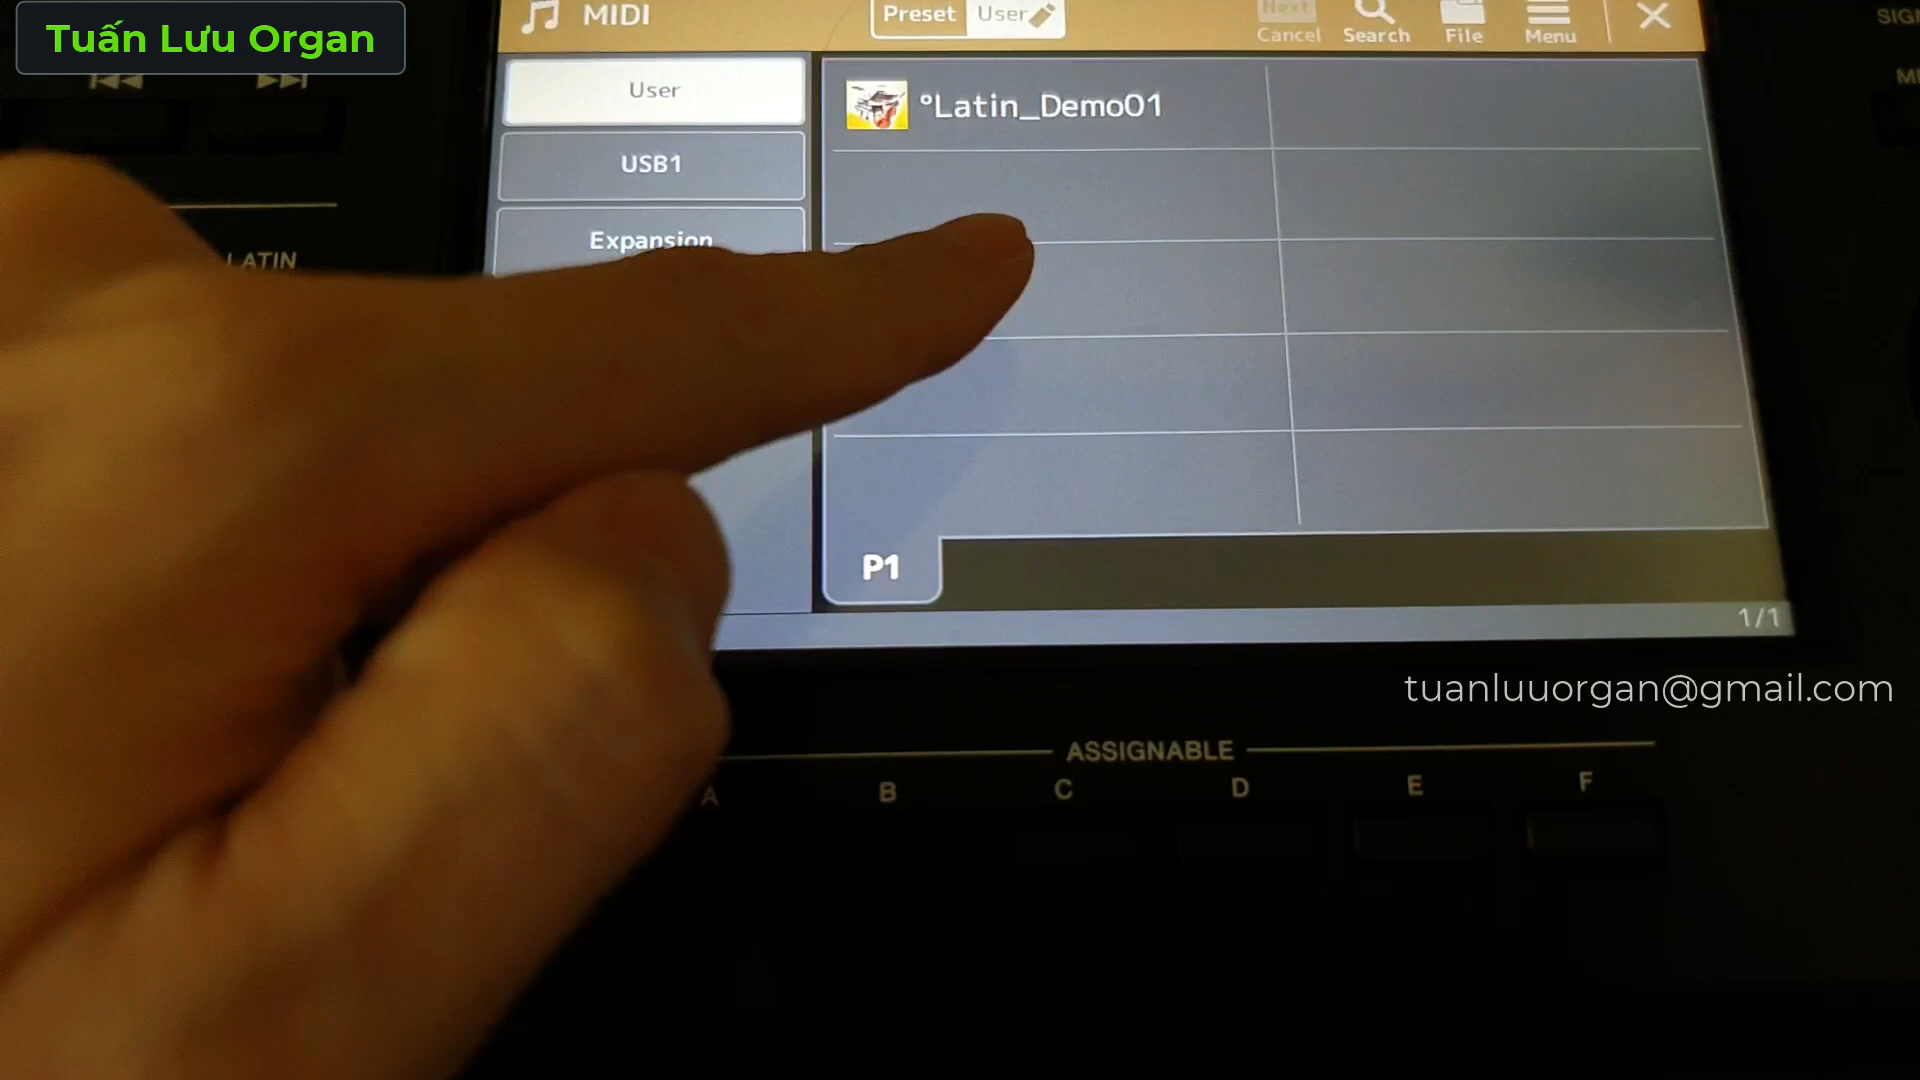 Tuấn Lưu Organ
MIDI
Preset
User
Next
Cancel
Search
File
Menu
User
USB1
Expansion
°Latin_Demo01
P1
1/1
LATIN
tuanluuorgan@gmail.com
ASSIGNABLE
A
B
C
D
E
F